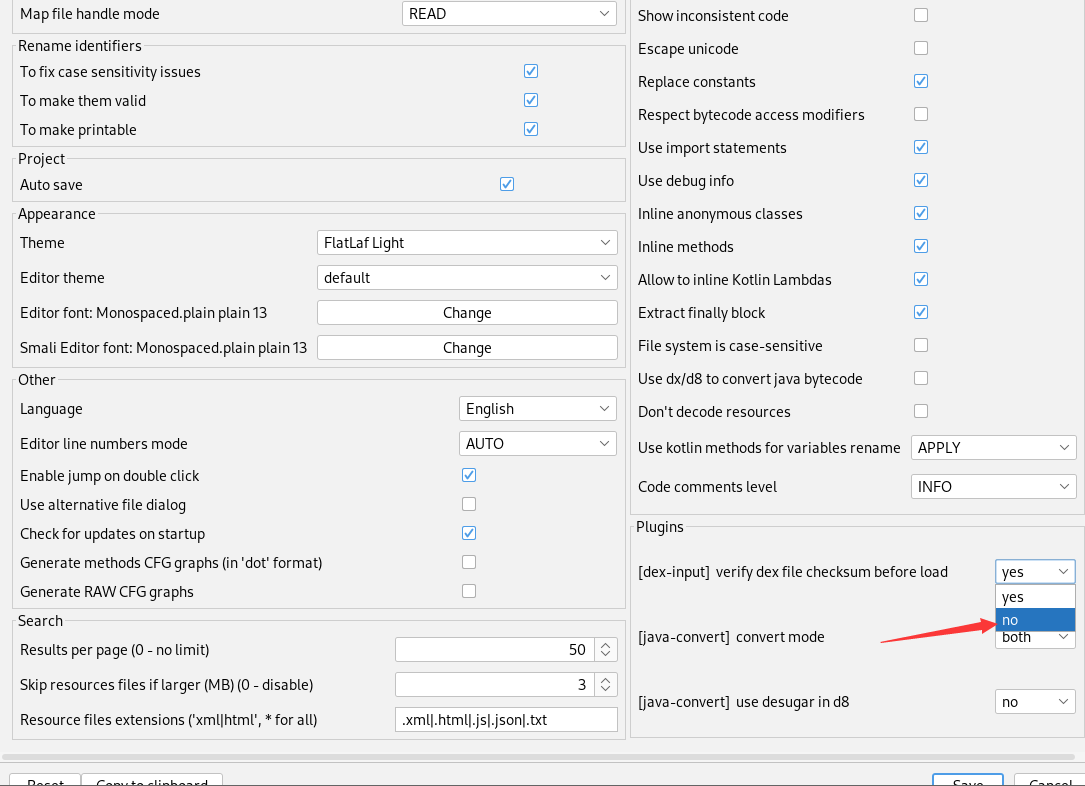 Map file handle mode READ
Rename identifiers
To fix case sensitivity issues
To make them valid
To make printable
Project
Auto save
Appearance
Theme FlatLaf Light
Editor theme default
Editor font: Monospaced.plain plain 13 Change
Smali Editor font: Monospaced.plain plain 13 Change
Other
Language English
Editor line numbers mode AUTO
Enable jump on double click
Use alternative file dialog
Check for updates on startup
Generate methods CFG graphs (in 'dot' format)
Generate RAW CFG graphs
Search
Results per page (0 - no limit) 50
Skip resources files if larger (MB) (0 - disable) 3
Resource files extensions ('xml|html', * for all) .xml|.html|.js|.json|.txt
Show inconsistent code
Escape unicode
Replace constants
Respect bytecode access modifiers
Use import statements
Use debug info
Inline anonymous classes
Inline methods
Allow to inline Kotlin Lambdas
Extract finally block
File system is case-sensitive
Use dx/d8 to convert java bytecode
Don't decode resources
Use kotlin methods for variables rename APPLY
Code comments level INFO
Plugins
[dex-input] verify dex file checksum before load yes
yes
no
[java-convert] convert mode both
[java-convert] use desugar in d8 no
Reset Copy to clipboard Save Cancel